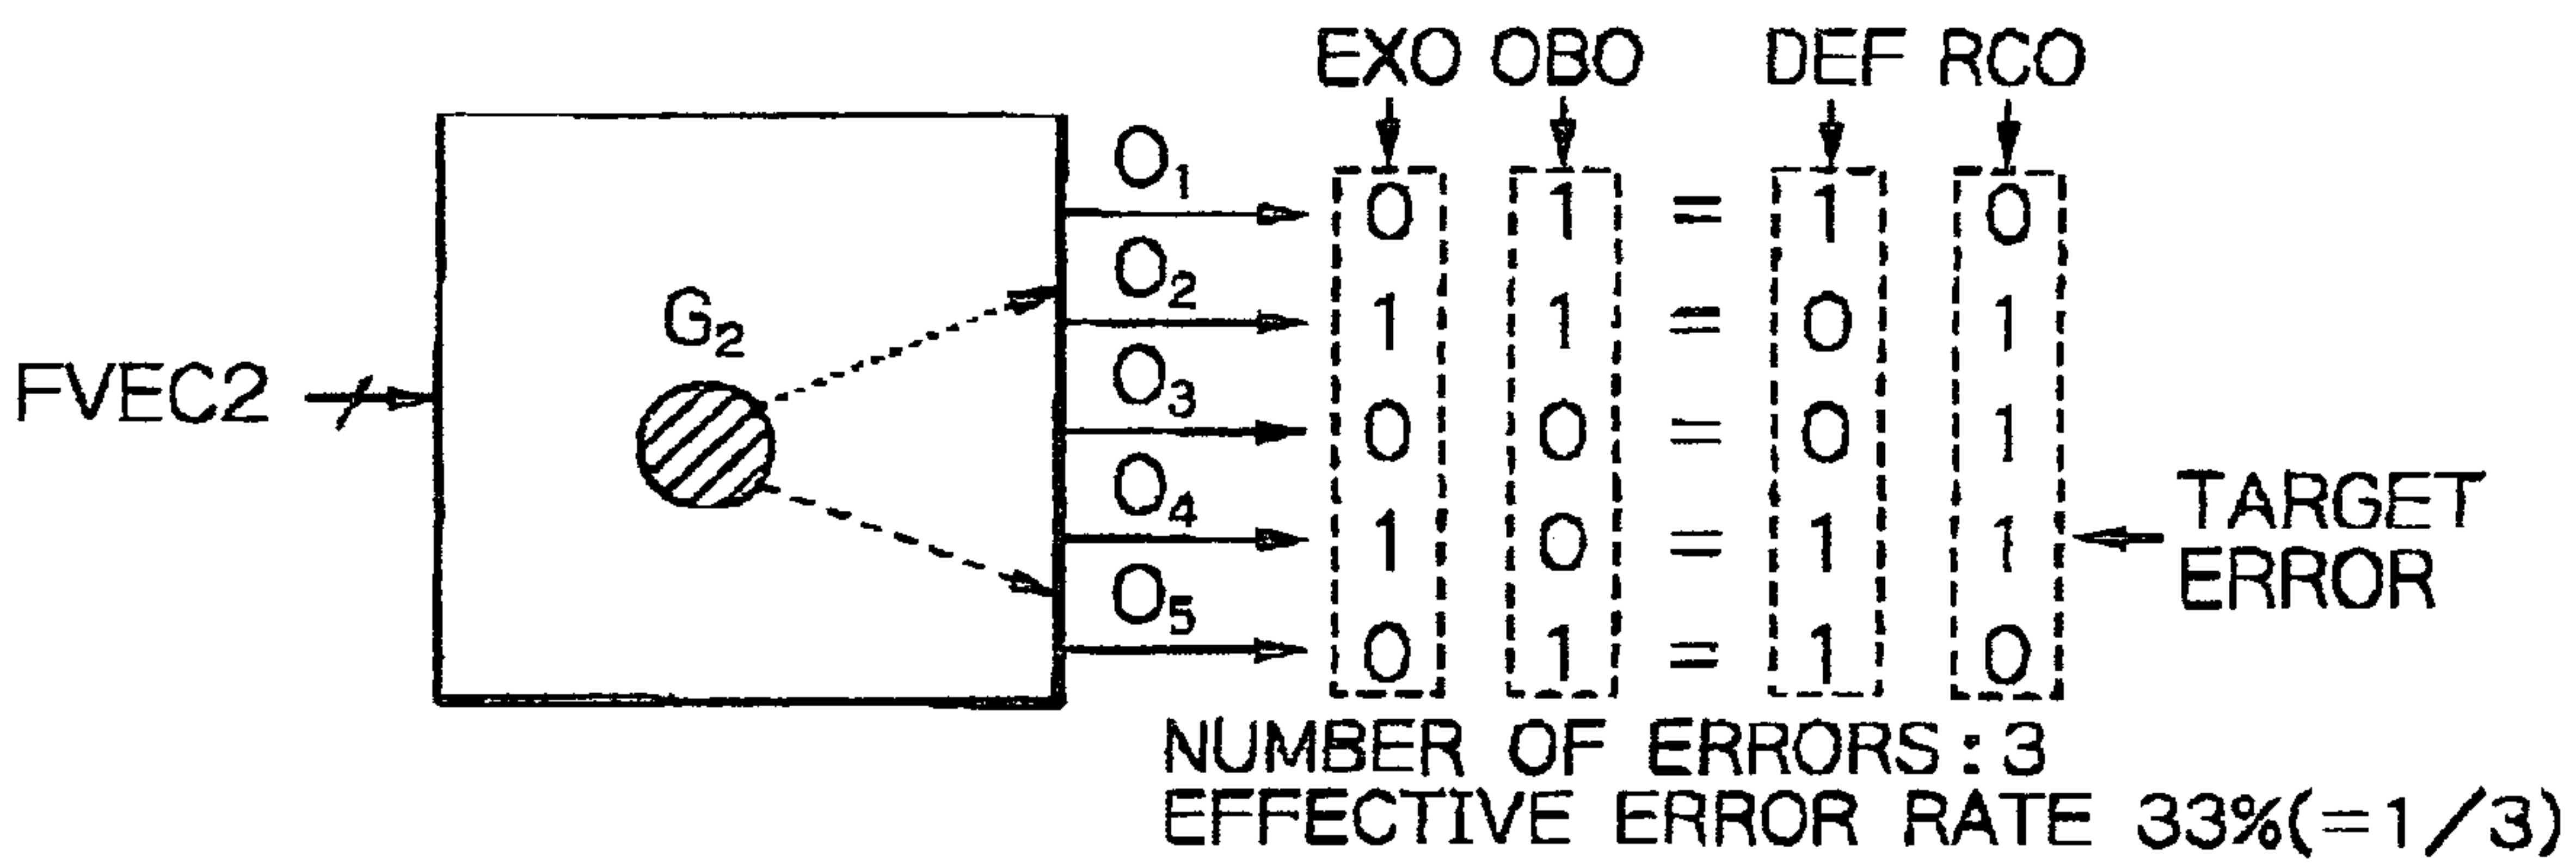 EXO OBO DEF RCO
O1 0 1 = 1 0
O2 1 1 = 0 1
G2
FVEC2
O3 0 0 = 0 1
O4 1 0 = 1 1
TARGET
ERROR
O5 0 1 = 1 0
NUMBER OF ERRORS : 3
EFFECTIVE ERROR RATE 33%(=1/3)